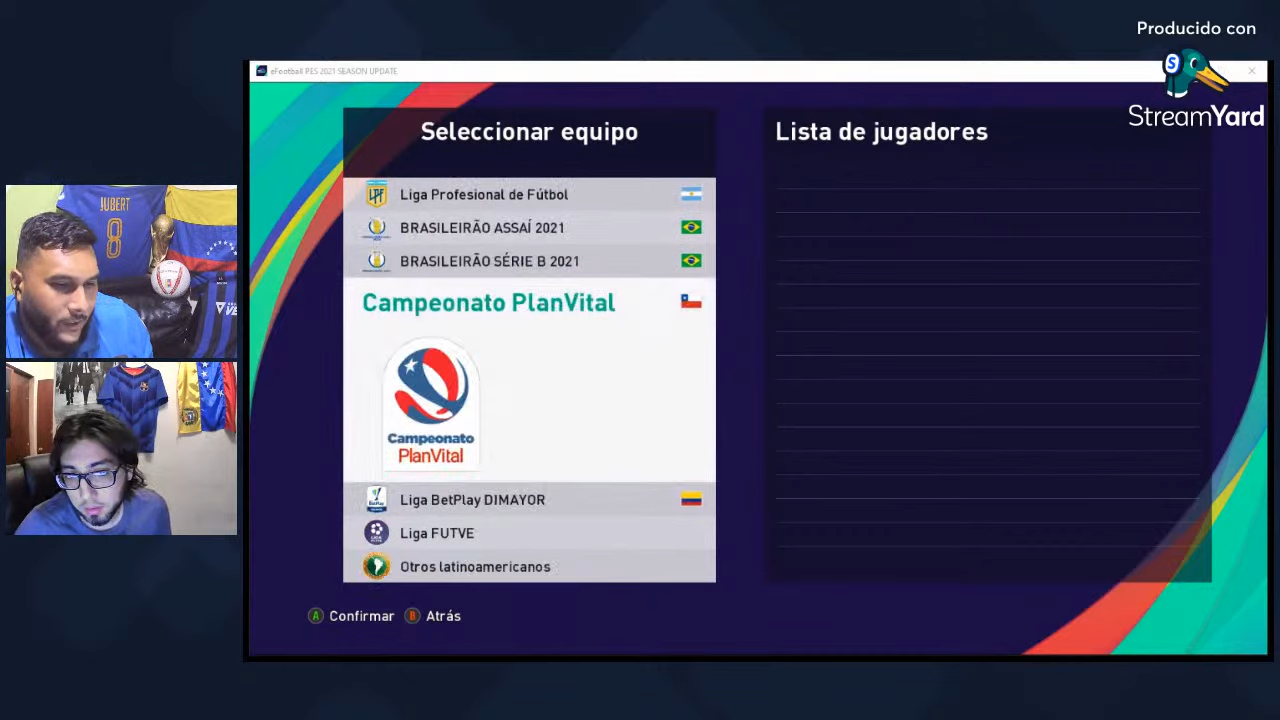 Producido con
StreamYard
eFootball PES 2021 SEASON UPDATE
Seleccionar equipo
Lista de jugadores
Liga Profesional de Fútbol
BRASILEIRÃO ASSAÍ 2021
BRASILEIRÃO SÉRIE B 2021
Campeonato PlanVital
Campeonato
PlanVital
Liga BetPlay DIMAYOR
Liga FUTVE
Otros latinoamericanos
A Confirmar B Atrás
LPF
S
8